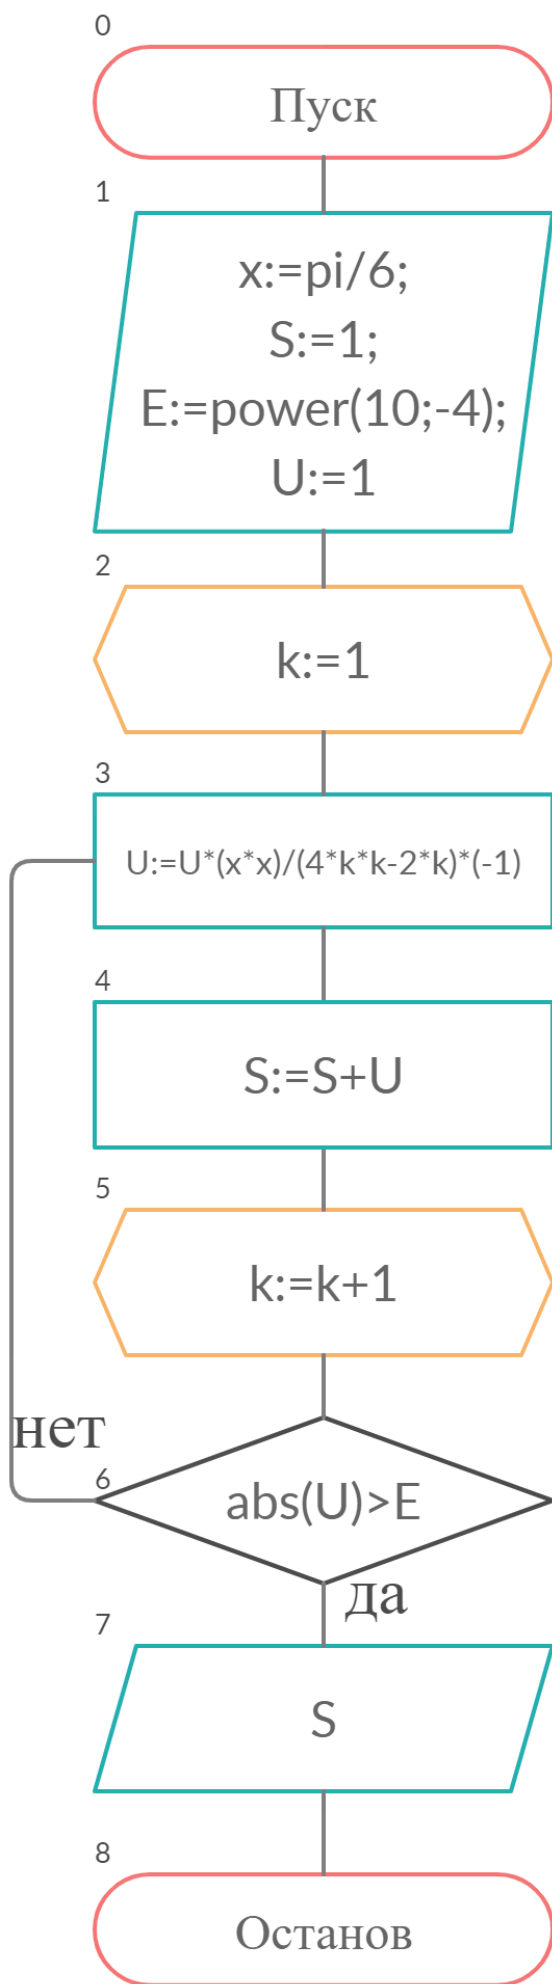 0
Пуск
1
x:=pi/6;
S:=1;
E:=power(10;-4);
U:=1
2
k:=1
3
U:=U*(x*x)/(4*k*k-2*k)*(-1)
4
S:=S+U
5
k:=k+1
нет
6
abs(U)>E
да
7
S
8
Останов